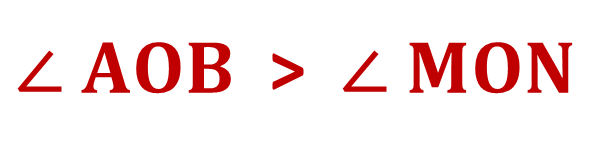 ∠ AOB > ∠ MON